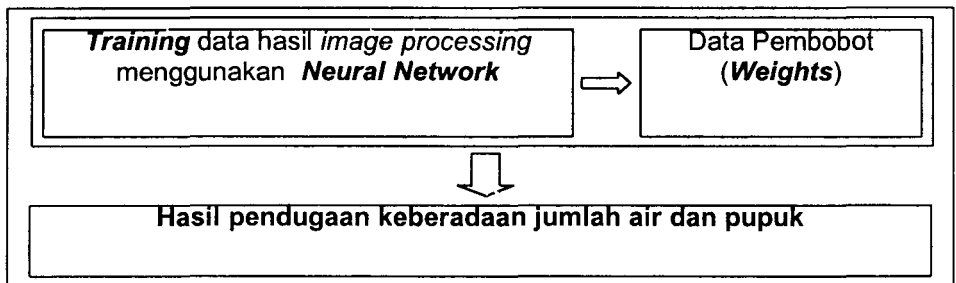 Training data hasil image processing
menggunakan Neural Network
Data Pembobot
(Weights)
Hasil pendugaan keberadaan jumlah air dan pupuk